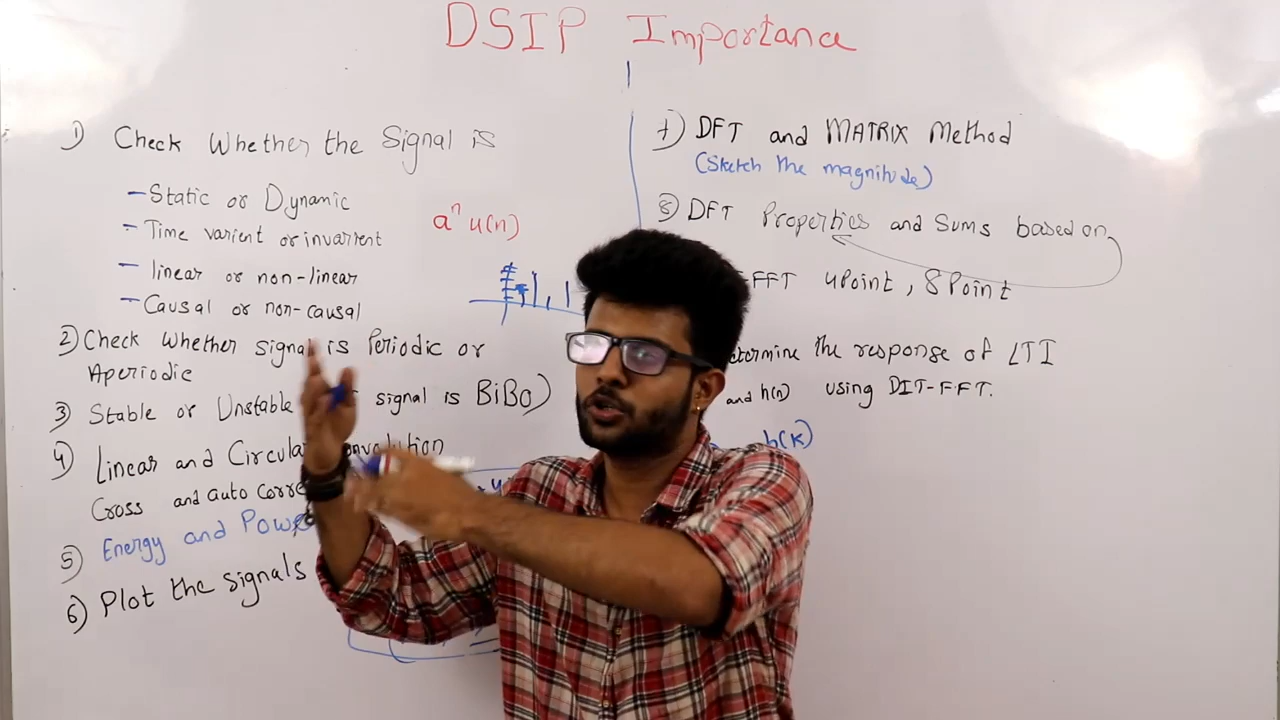 DSIP Importance
1) Check Whether the Signal is
- Static or Dynamic
- Time varient or invarient
- linear or non-linear
- Causal or non-causal
a^n u(n)
2) Check Whether signal is Periodic or
Aperiodic
3) Stable or Unstable signal is BiBo)
4) Linear and Circular Convolution
Cross and auto
5) Energy and Power
6) Plot the signals
7) DFT and MATRIX Method
(Sketch the magnitude)
8) DFT Properties and Sums based on
-FFT 4Point, 8Point
the response of LTI
and h(n) using DIT-FFT.
h(k)